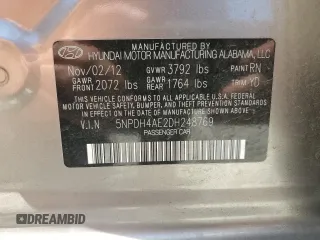 HYUNDAI MOTOR MANUFACTURING ALABAMA, LLC
Nov/02/12 GVWR 3792 lbs PAINT RN
GAWR FRONT 2072 lbs GAWR REAR 1764 lbs TRIM YD
THIS VEHICLE CONFORMS TO ALL APPLICABLE
FEDERAL MOTOR VEHICLE SAFETY, BUMPER, AND
THEFT PREVENTION STANDARDS IN EFFECT ON
THE DATE OF MANUFACTURE SHOWN ABOVE.
V.I.N 5NPDH4AE2DH248769
PASSENGER CAR
DREAMBID